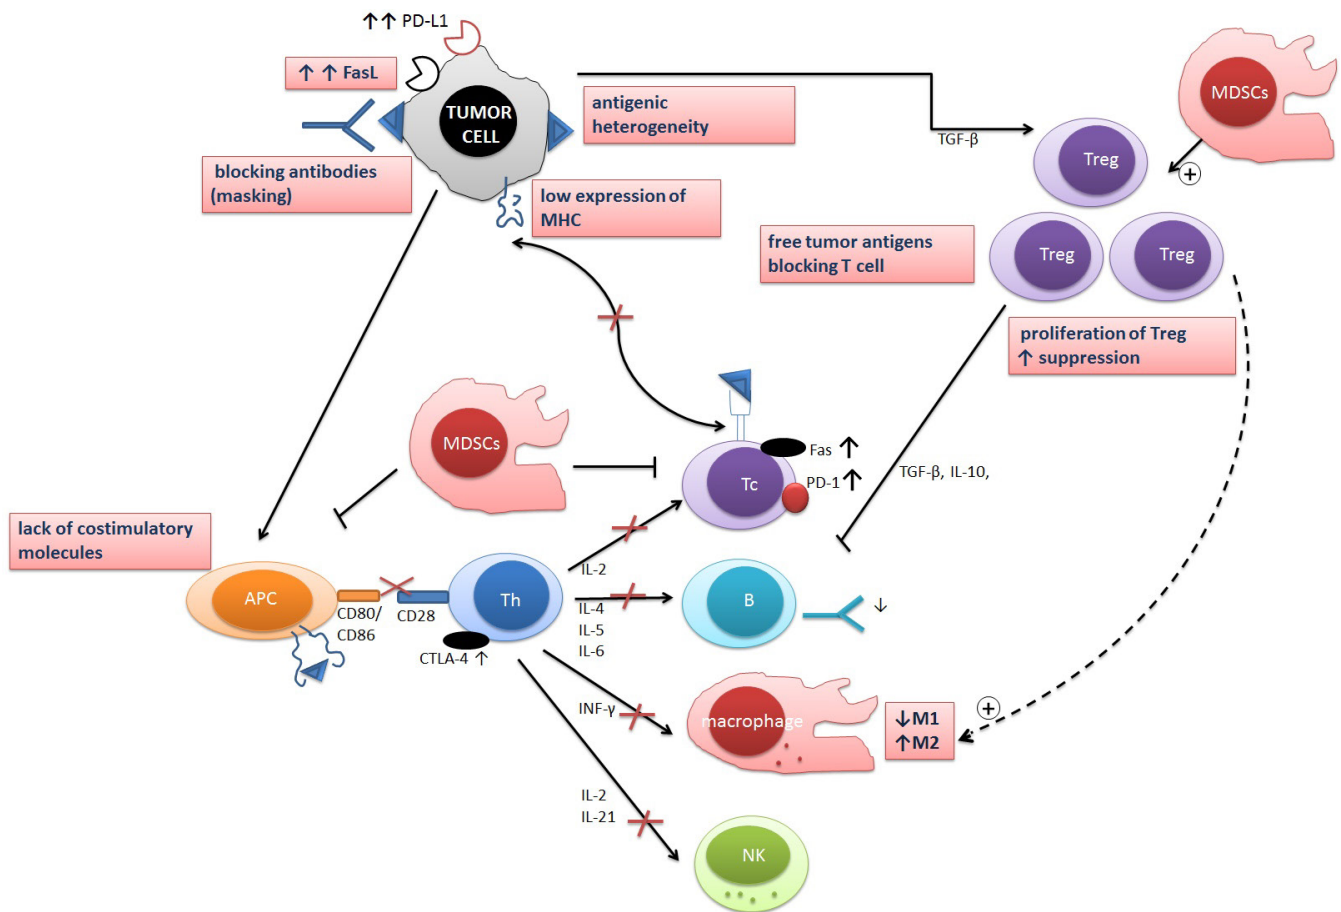 ↑↑ PD-L1
↑ ↑ FasL
TUMOR
CELL
antigenic
heterogeneity
blocking antibodies
(masking)
low expression of
MHC
TGF-β
MDSCs
Treg
+
Treg
Treg
free tumor antigens
blocking T cell
proliferation of Treg
↑ suppression
MDSCs
Tc
Fas ↑
PD-1 ↑
TGF-β, IL-10,
lack of costimulatory
molecules
APC
CD80/
CD86
CD28
Th
CTLA-4 ↑
IL-2
IL-4
IL-5
IL-6
B
↓
INF-γ
macrophage
↓M1
↑M2
+
IL-2
IL-21
NK